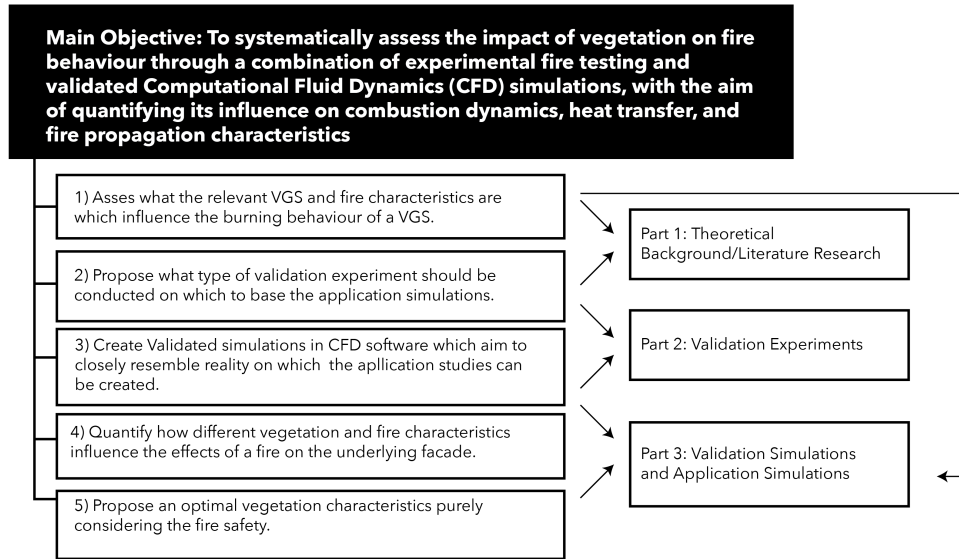 Main Objective: To systematically assess the impact of vegetation on fire
behaviour through a combination of experimental fire testing and
validated Computational Fluid Dynamics (CFD) simulations, with the aim
of quantifying its influence on combustion dynamics, heat transfer, and
fire propagation characteristics
1) Asses what the relevant VGS and fire characteristics are
which influence the burning behaviour of a VGS.
2) Propose what type of validation experiment should be
conducted on which to base the application simulations.
3) Create Validated simulations in CFD software which aim to
closely resemble reality on which the apllication studies can
be created.
4) Quantify how different vegetation and fire characteristics
influence the effects of a fire on the underlying facade.
5) Propose an optimal vegetation characteristics purely
considering the fire safety.
Part 1: Theoretical
Background/Literature Research
Part 2: Validation Experiments
Part 3: Validation Simulations
and Application Simulations